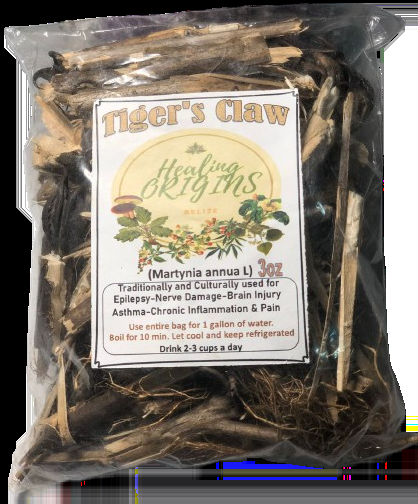 Tiger's Claw
Healing
ORIGINS
BELIZE
(Martynia annua L) 3oz
Traditionally and Culturally used for
Epilepsy-Nerve Damage-Brain Injury
Asthma-Chronic Inflammation & Pain
Use entire bag for 1 gallon of water.
Boil for 10 min. Let cool and keep refrigerated
Drink 2-3 cups a day